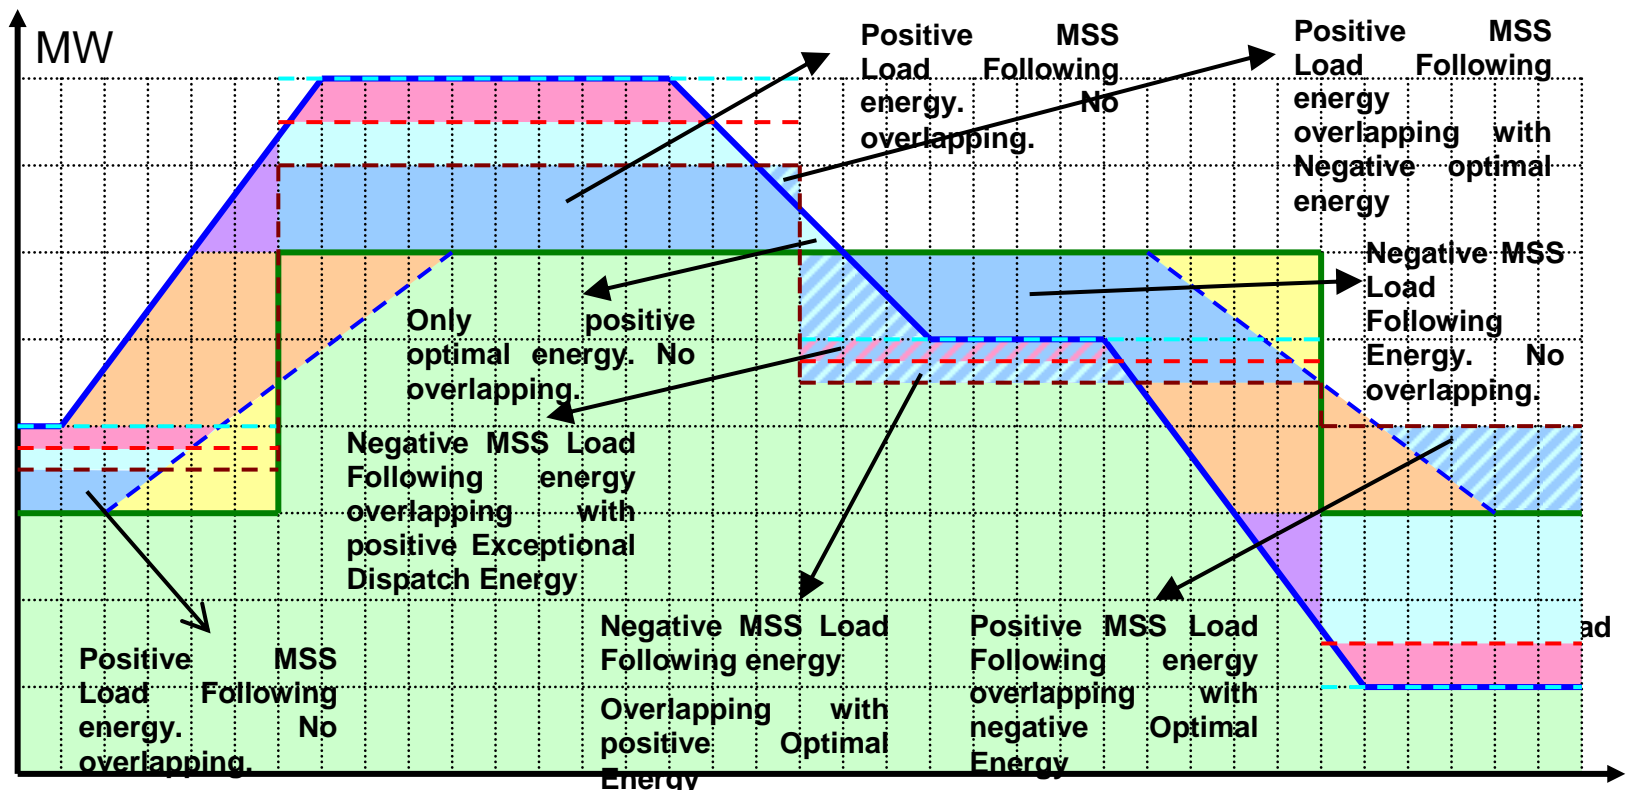 MW
Positive MSS
Load Following
energy. No
overlapping.
Positive MSS
Load Following
energy
overlapping with
Negative optimal
energy
Negative MSS
Load
Following
Energy. No
overlapping.
Only positive
optimal energy. No
overlapping.
Negative MSS Load
Following energy
overlapping with
positive Exceptional
Dispatch Energy
Positive MSS
Load Following
energy. No
overlapping.
Negative MSS Load
Following energy
Overlapping with
positive Optimal
Energy
Positive MSS Load
Following energy
overlapping with
negative Optimal
Energy
ad